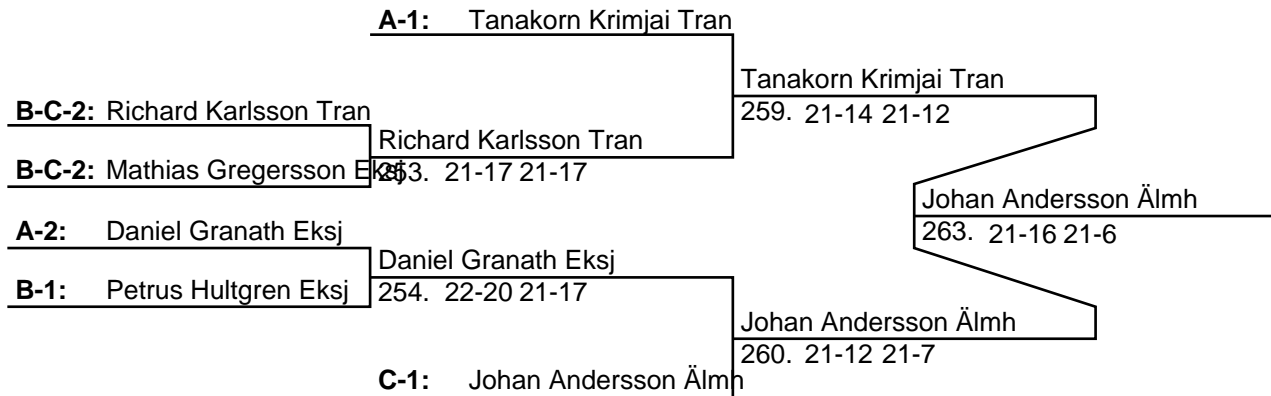 A-1: Tanakorn Krimjai Tran
Tanakorn Krimjai Tran
259. 21-14 21-12
B-C-2: Richard Karlsson Tran
Richard Karlsson Tran
253. 21-17 21-17
B-C-2: Mathias Gregersson Eksj
Johan Andersson Älmh
263. 21-16 21-6
A-2: Daniel Granath Eksj
Daniel Granath Eksj
254. 22-20 21-17
B-1: Petrus Hultgren Eksj
Johan Andersson Älmh
260. 21-12 21-7
C-1: Johan Andersson Älmh